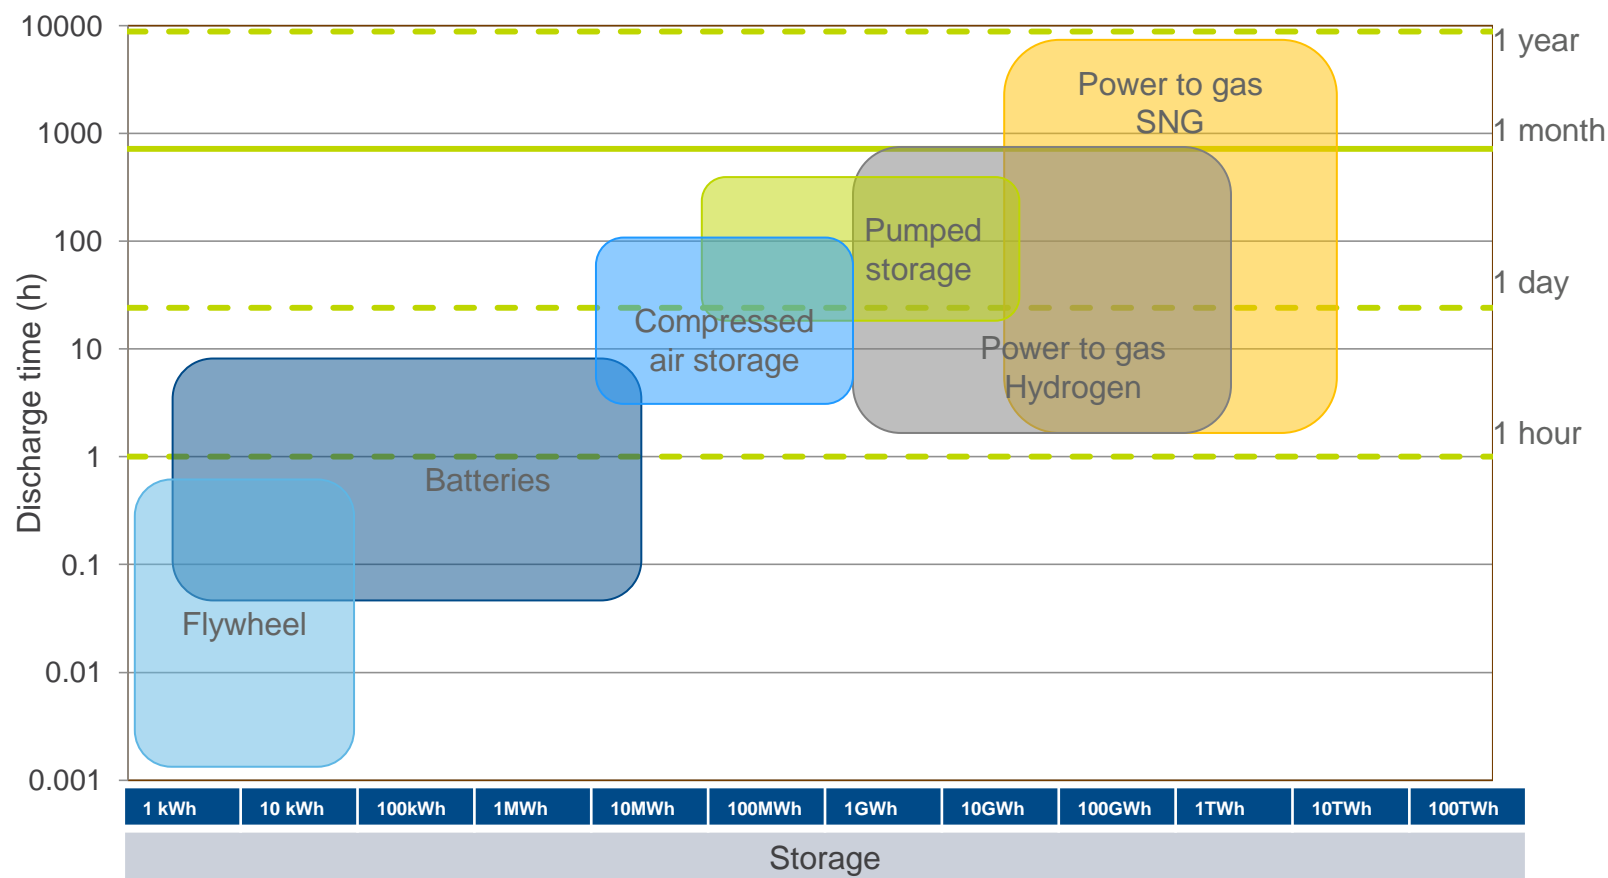 10000
1000
100
10
1
0.1
0.01
0.001
Discharge time (h)
1 year
1 month
1 day
1 hour
Power to gas
SNG
Pumped
storage
Compressed
air storage
Power to gas
Hydrogen
Batteries
Flywheel
1 kWh 10 kWh 100kWh 1MWh 10MWh 100MWh 1GWh 10GWh 100GWh 1TWh 10TWh 100TWh
Storage